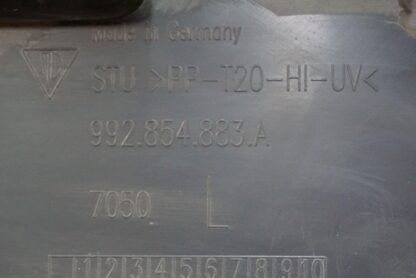 Made in Germany
STU >PP-T20-HI-UV<
992.854.883.A
7050 L
1 2 3 4 5 6 7 8 9 10